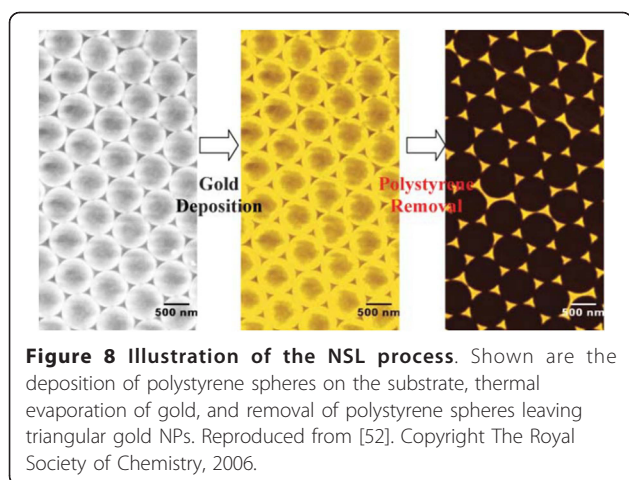 Gold
Deposition
Polystyrene
Removal
500 nm
500 nm
500 nm
Figure 8 Illustration of the NSL process. Shown are the
deposition of polystyrene spheres on the substrate, thermal
evaporation of gold, and removal of polystyrene spheres leaving
triangular gold NPs. Reproduced from [52]. Copyright The Royal
Society of Chemistry, 2006.